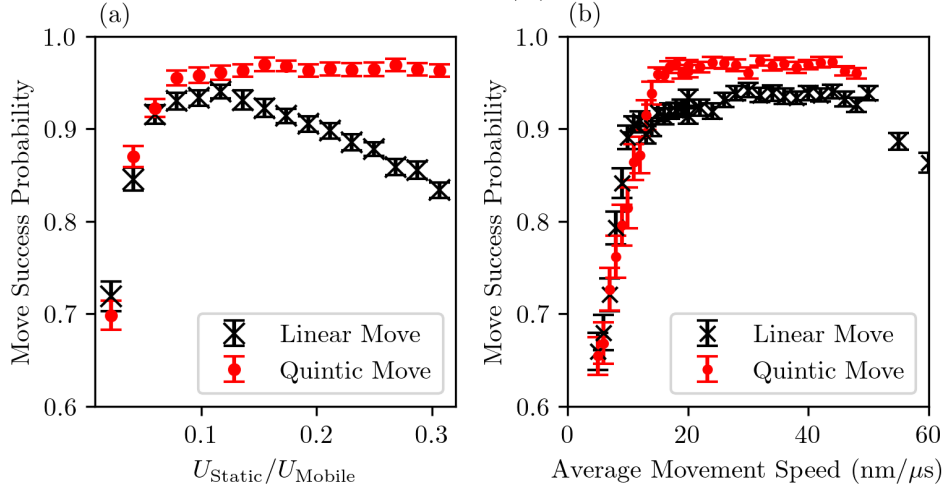 (a)
1.0
0.9
0.8
0.7
0.6
Move Success Probability
Linear Move
Quintic Move
0.1 0.2 0.3
U_Static/U_Mobile
(b)
1.0
0.9
0.8
0.7
0.6
Move Success Probability
Linear Move
Quintic Move
0 20 40 60
Average Movement Speed (nm/μs)